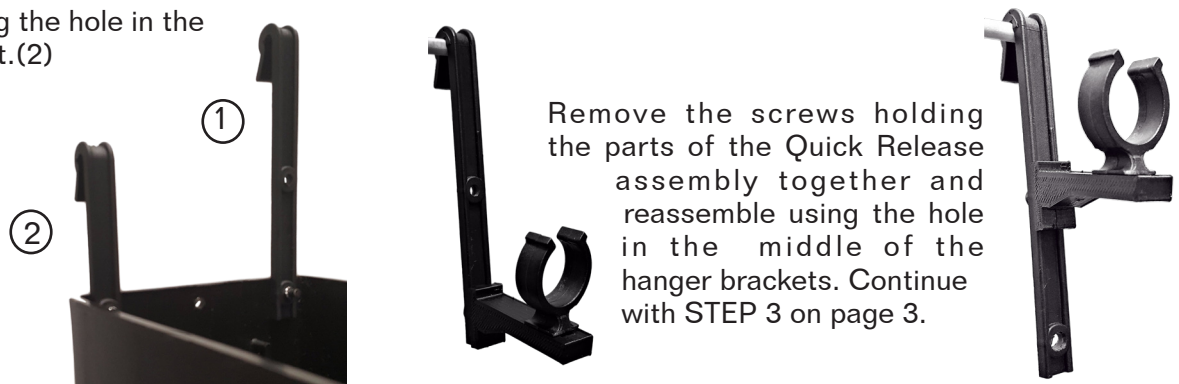 g the hole in the
t.(2)
1
2
Remove the screws holding
the parts of the Quick Release
assembly together and
reassemble using the hole
in the middle of the
hanger brackets. Continue
with STEP 3 on page 3.